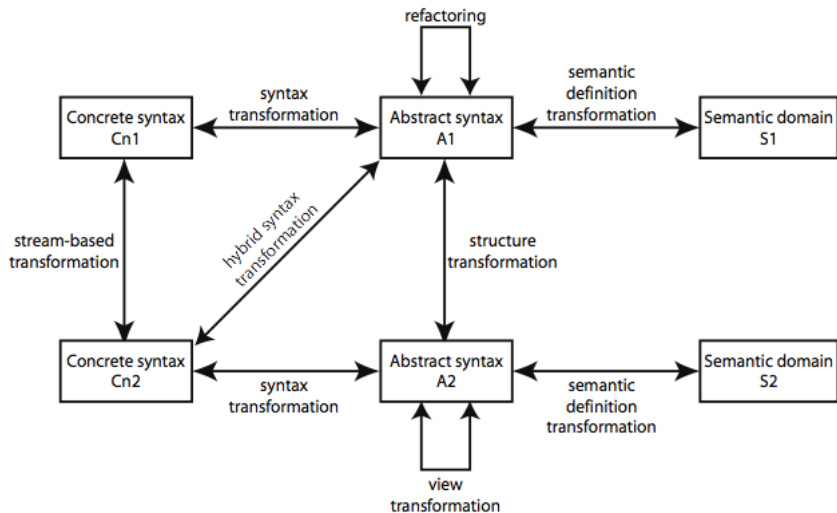 refactoring
semantic
definition
transformation
syntax
transformation
Concrete syntax
Cn1
Abstract syntax
A1
Semantic domain
S1
stream-based
transformation
hybrid syntax
transformation
structure
transformation
Concrete syntax
Cn2
Abstract syntax
A2
Semantic domain
S2
syntax
transformation
semantic
definition
transformation
view
transformation